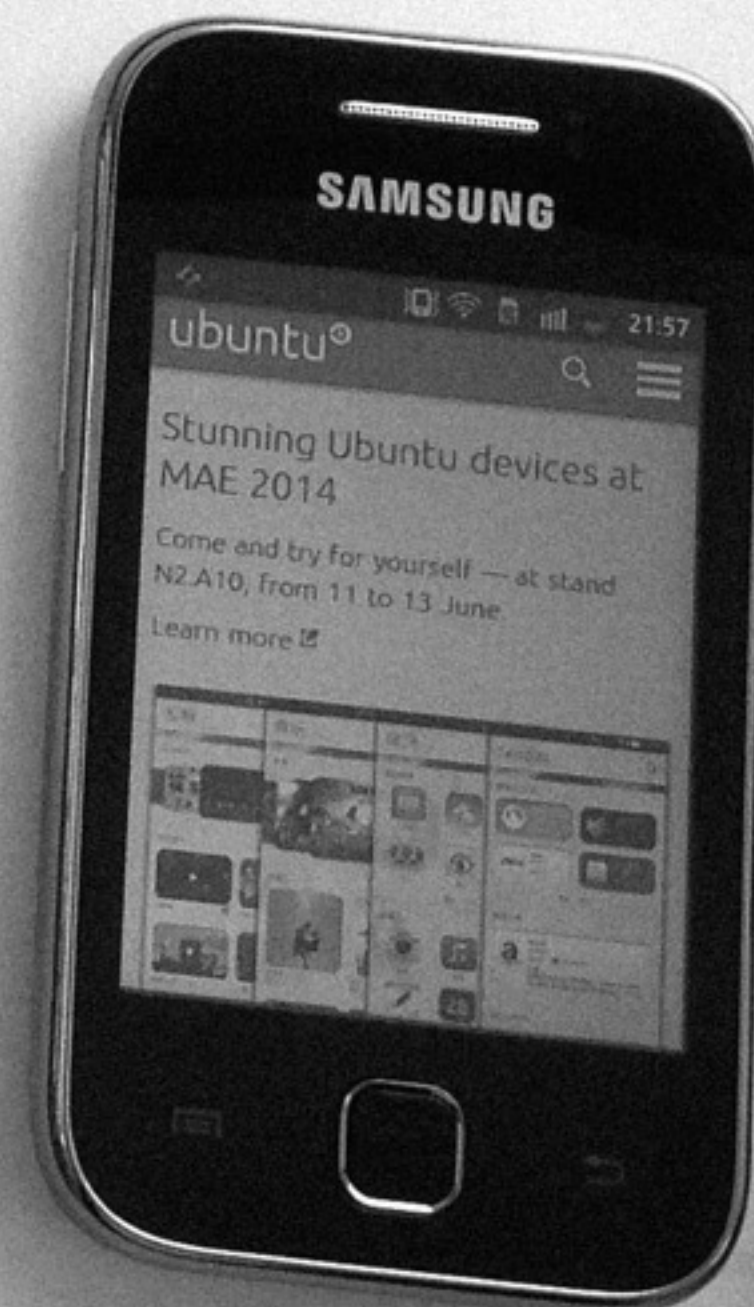 SAMSUNG
21:57
ubuntu
Stunning Ubuntu devices at
MAE 2014
Come and try for yourself — at stand
N2.A10, from 11 to 13 June.
Learn more
a